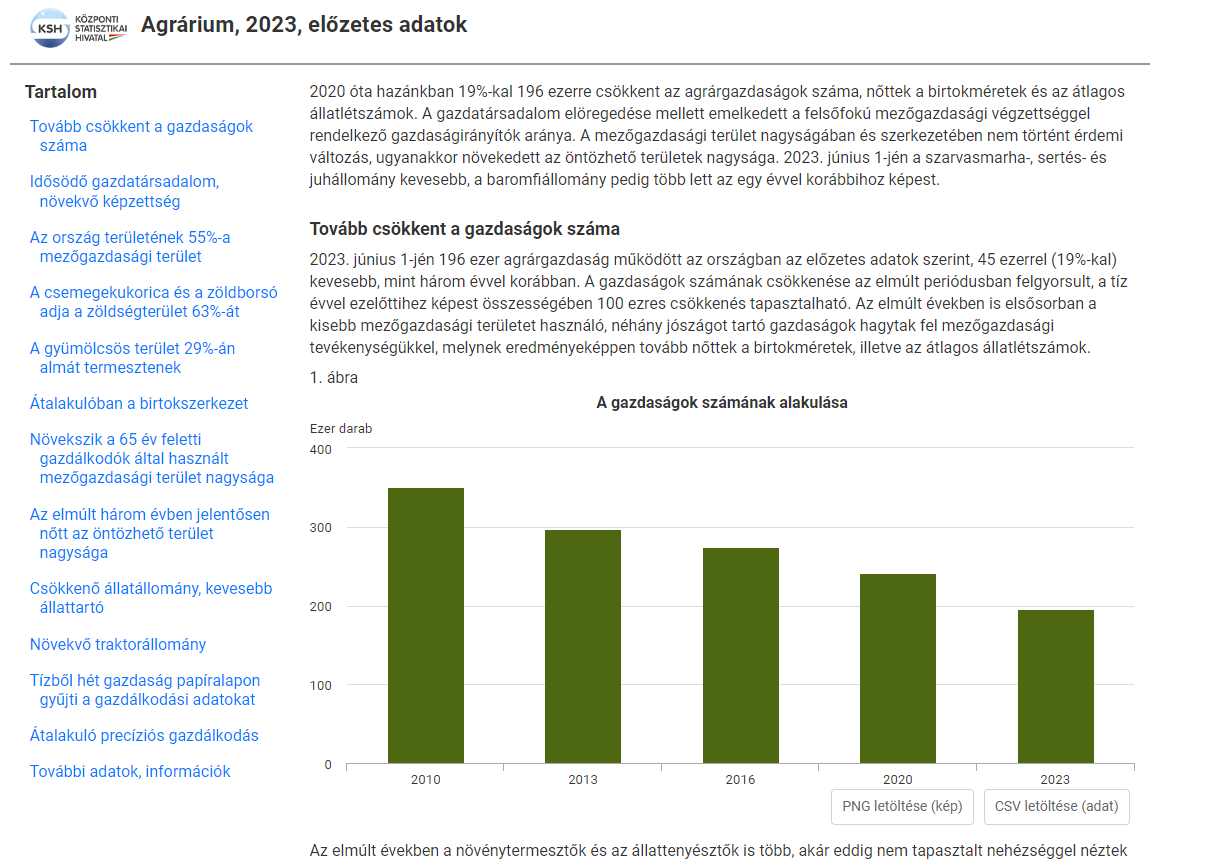 KSH
KÖZPONTI
STATISZTIKAI
HIVATAL
Agrárium, 2023, előzetes adatok
Tartalom
Tovább csökkent a gazdaságok
száma
Idősödő gazdatársadalom,
növekvő képzettség
Az ország területének 55%-a
mezőgazdasági terület
A csemegekukorica és a zöldborsó
adja a zöldségterület 63%-át
A gyümölcsös terület 29%-án
almát termesztenek
Átalakulóban a birtokszerkezet
Növekszik a 65 év feletti
gazdálkodók által használt
mezőgazdasági terület nagysága
Az elmúlt három évben jelentősen
nőtt az öntözhető terület
nagysága
Csökkenő állatállomány, kevesebb
állattartó
Növekvő traktorállomány
Tízből hét gazdaság papíralapon
gyűjti a gazdálkodási adatokat
Átalakuló precíziós gazdálkodás
További adatok, információk
2020 óta hazánkban 19%-kal 196 ezerre csökkent az agrárgazdaságok száma, nőttek a birtokméretek és az átlagos
állatlétszámok. A gazdatársadalom elöregedése mellett emelkedett a felsőfokú mezőgazdasági végzettséggel
rendelkező gazdaságirányítók aránya. A mezőgazdasági terület nagyságában és szerkezetében nem történt érdemi
változás, ugyanakkor növekedett az öntözhető területek nagysága. 2023. június 1-jén a szarvasmarha-, sertés- és
juhállomány kevesebb, a baromfiállomány pedig több lett az egy évvel korábbihoz képest.
Tovább csökkent a gazdaságok száma
2023. június 1-jén 196 ezer agrárgazdaság működött az országban az előzetes adatok szerint, 45 ezerrel (19%-kal)
kevesebb, mint három évvel korábban. A gazdaságok számának csökkenése az elmúlt periódusban felgyorsult, a tíz
évvel ezelőttihez képest összességében 100 ezres csökkenés tapasztalható. Az elmúlt években is elsősorban a
kisebb mezőgazdasági területet használó, néhány jószágot tartó gazdaságok hagytak fel mezőgazdasági
tevékenységükkel, melynek eredményeképpen tovább nőttek a birtokméretek, illetve az átlagos állatlétszámok.
1. ábra
A gazdaságok számának alakulása
Ezer darab
400
300
200
100
0
2010 2013 2016 2020 2023
PNG letöltése (kép) CSV letöltése (adat)
Az elmúlt években a növénytermesztők és az állattenyésztők is több, akár eddig nem tapasztalt nehézséggel néztek